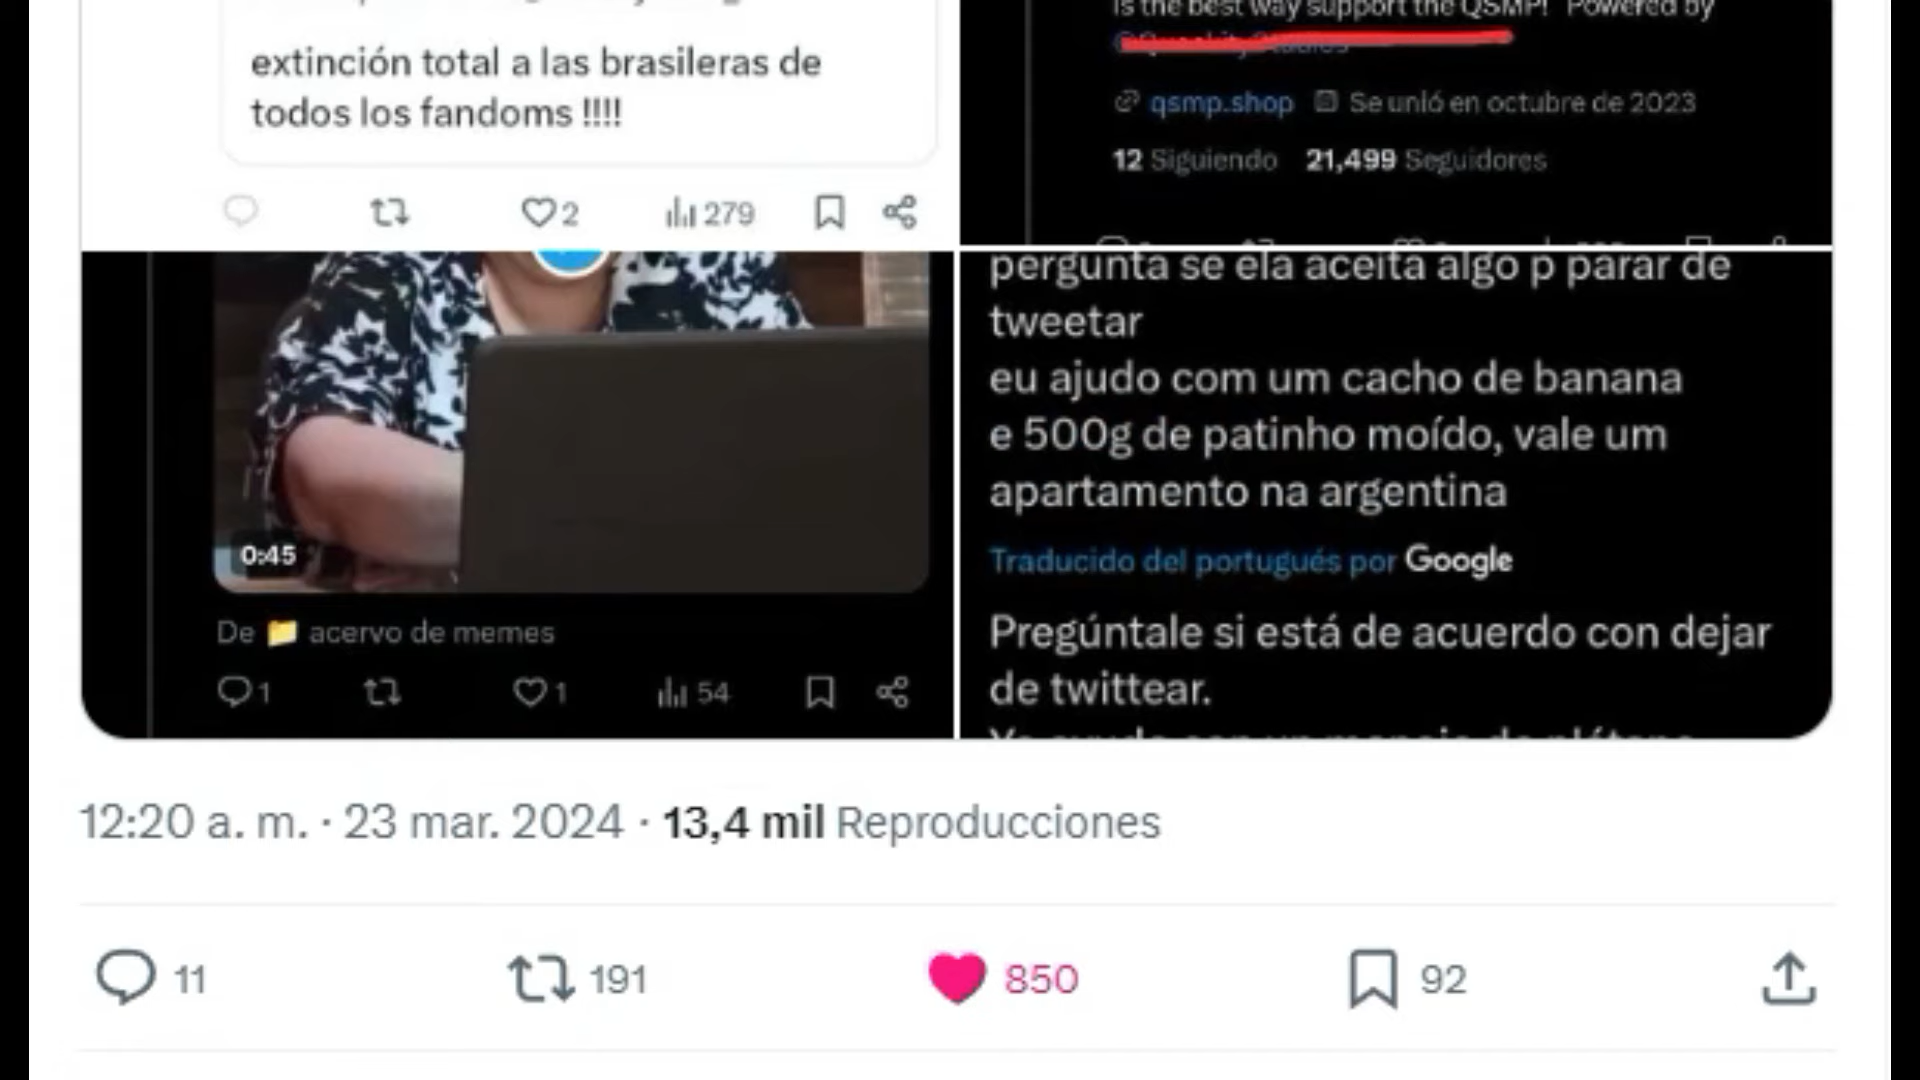 extinción total a las brasileras de
todos los fandoms !!!!
2
279
is the best way support the QSMP! Powered by
qsmp.shop Se unió en octubre de 2023
12 Siguiendo 21,499 Seguidores
0:45
De 📁 acervo de memes
1
1
54
pergunta se ela aceita algo p parar de
tweetar
eu ajudo com um cacho de banana
e 500g de patinho moído, vale um
apartamento na argentina
Traducido del portugués por Google
Pregúntale si está de acuerdo con dejar
de twittear.
12:20 a. m. · 23 mar. 2024 · 13,4 mil Reproducciones
11
191
850
92